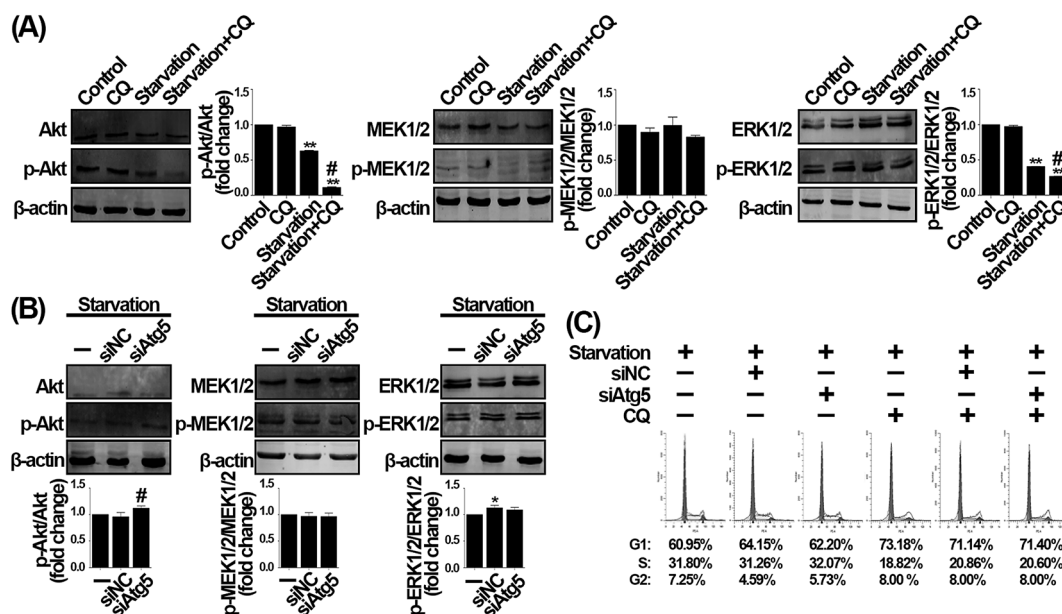 (A)
Control
CQ
Starvation
Starvation+CQ
Akt
p-Akt
β-actin
p-Akt/Akt
(fold change)
1.5
1.0
0.5
0.0
**
#
**
Control
CQ
Starvation
Starvation+CQ
Control
CQ
Starvation
Starvation+CQ
MEK1/2
p-MEK1/2
β-actin
p-MEK1/2/MEK1/2
(fold change)
1.5
1.0
0.5
0.0
Control
CQ
Starvation
Starvation+CQ
Control
CQ
Starvation
Starvation+CQ
ERK1/2
p-ERK1/2
β-actin
p-ERK1/2/ERK1/2
(fold change)
1.5
1.0
0.5
0.0
**
#
**
Control
CQ
Starvation
Starvation+CQ
(B)
Starvation
— siNC siAtg5
Akt
p-Akt
β-actin
p-Akt/Akt
(fold change)
1.5
1.0
0.5
0.0
#
— siNC siAtg5
Starvation
— siNC siAtg5
MEK1/2
p-MEK1/2
β-actin
p-MEK1/2/MEK1/2
(fold change)
1.5
1.0
0.5
0.0
— siNC siAtg5
Starvation
— siNC siAtg5
ERK1/2
p-ERK1/2
β-actin
p-ERK1/2/ERK1/2
(fold change)
1.5
1.0
0.5
0.0
*
— siNC siAtg5
(C)
Starvation + + + + + +
siNC — + — — + —
siAtg5 — — + — — +
CQ — — — + + +
G1: 60.95% 64.15% 62.20% 73.18% 71.14% 71.40%
S: 31.80% 31.26% 32.07% 18.82% 20.86% 20.60%
G2: 7.25% 4.59% 5.73% 8.00 % 8.00% 8.00%